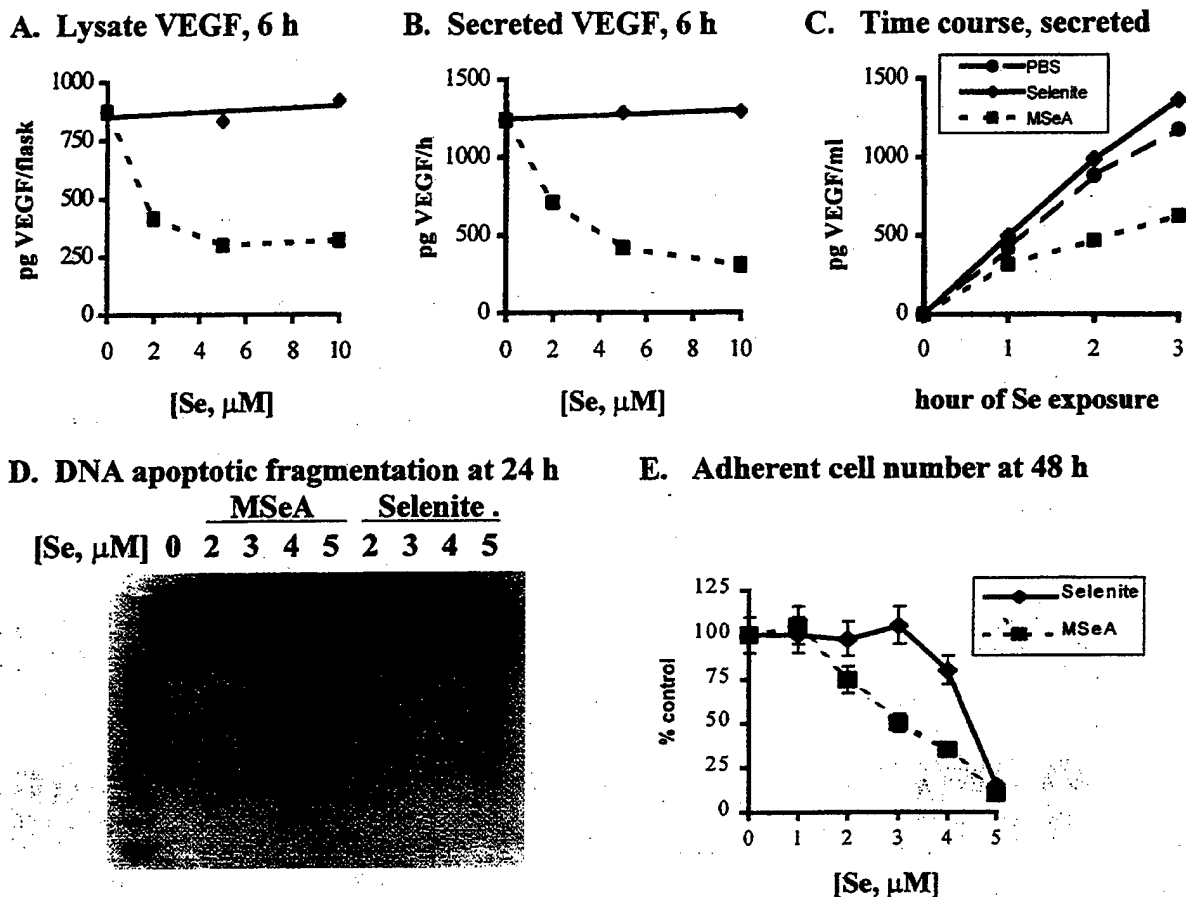 A. Lysate VEGF, 6 h
1000
750
500
250
0
pg VEGF/flask
0 2 4 6 8 10
[Se, μM]
B. Secreted VEGF, 6 h
1500
1000
500
0
pg VEGF/h
0 2 4 6 8 10
[Se, μM]
C. Time course, secreted
PBS
Selenite
MSeA
1500
1000
500
0
pg VEGF/ml
0 1 2 3
hour of Se exposure
D. DNA apoptotic fragmentation at 24 h
MSeA Selenite .
[Se, μM] 0 2 3 4 5 2 3 4 5
E. Adherent cell number at 48 h
125
100
75
50
25
0
% control
Selenite
MSeA
0 1 2 3 4 5
[Se, μM]